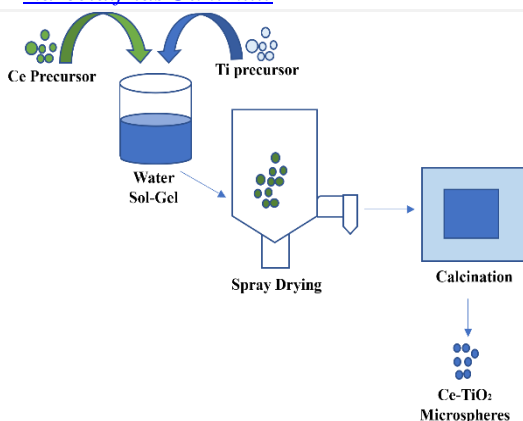 Ce Precursor
Ti precursor
Water
Sol-Gel
Spray Drying
Calcination
Ce-TiO₂
Microspheres